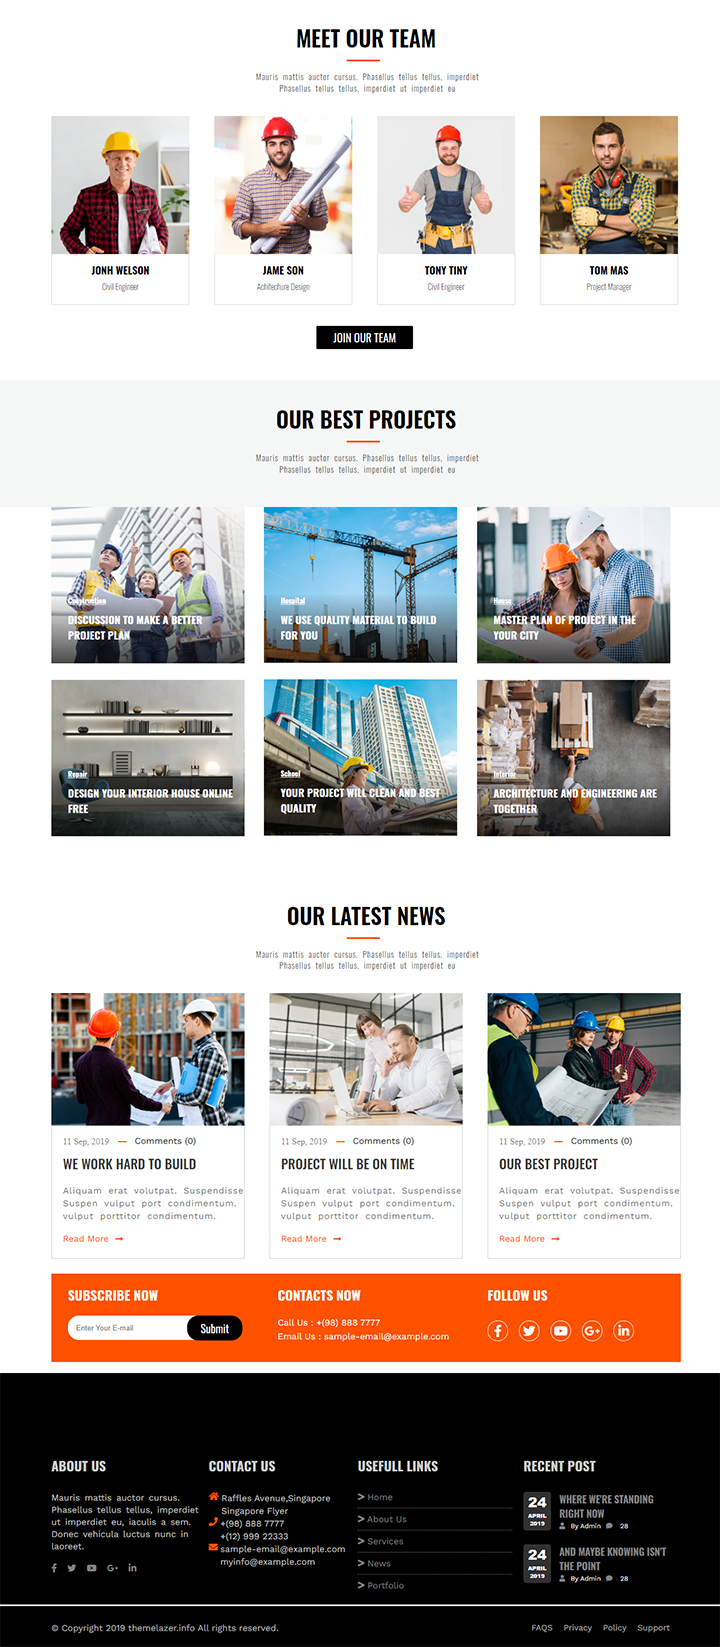 MEET OUR TEAM
Mauris mattis auctor cursus. Phasellus tellus tellus, imperdiet
Phasellus tellus tellus, imperdiet ut imperdiet eu
JONH WELSON
Civil Engineer
JAME SON
Achitechure Design
TONY TINY
Civil Engineer
TOM MAS
Project Manager
JOIN OUR TEAM
OUR BEST PROJECTS
Mauris mattis auctor cursus. Phasellus tellus tellus, imperdiet
Phasellus tellus tellus, imperdiet ut imperdiet eu
Construction
DISCUSSION TO MAKE A BETTER
PROJECT PLAN
Hospital
WE USE QUALITY MATERIAL TO BUILD
FOR YOU
House
MASTER PLAN OF PROJECT IN THE
YOUR CITY
Repair
DESIGN YOUR INTERIOR HOUSE ONLINE
FREE
School
YOUR PROJECT WILL CLEAN AND BEST
QUALITY
Interior
ARCHITECTURE AND ENGINEERING ARE
TOGETHER
OUR LATEST NEWS
Mauris mattis auctor cursus. Phasellus tellus tellus. imperdiet
Phasellus tellus tellus, imperdiet ut imperdiet eu
11 Sep, 2019 — Comments (0)
WE WORK HARD TO BUILD
Aliquam erat volutpat. Suspendisse
Suspen vulput port condimentum.
vulput porttitor condimentum.
Read More
11 Sep, 2019 — Comments (0)
PROJECT WILL BE ON TIME
Aliquam erat volutpat. Suspendisse
Suspen vulput port condimentum.
vulput porttitor condimentum.
Read More
11 Sep, 2019 — Comments (0)
OUR BEST PROJECT
Aliquam erat volutpat. Suspendisse
Suspen vulput port condimentum.
vulput porttitor condimentum.
Read More
SUBSCRIBE NOW
Enter Your E-mail
Submit
CONTACTS NOW
Call Us : +(98) 888 7777
Email Us : sample-email@example.com
FOLLOW US
ABOUT US
Mauris mattis auctor cursus.
Phasellus tellus tellus, imperdiet
ut imperdiet eu, iaculis a sem.
Donec vehicula luctus nunc in
laoreet.
CONTACT US
Raffles Avenue,Singapore
Singapore Flyer
+(98) 888 7777
+(12) 999 22333
sample-email@example.com
myinfo@example.com
USEFULL LINKS
> Home
> About Us
> Services
> News
> Portfolio
RECENT POST
24
APRIL
2019
WHERE WE'RE STANDING
RIGHT NOW
By Admin 28
24
APRIL
2019
AND MAYBE KNOWING ISN'T
THE POINT
By Admin 28
© Copyright 2019 themelazer.info All rights reserved.
FAQS Privacy Policy Support